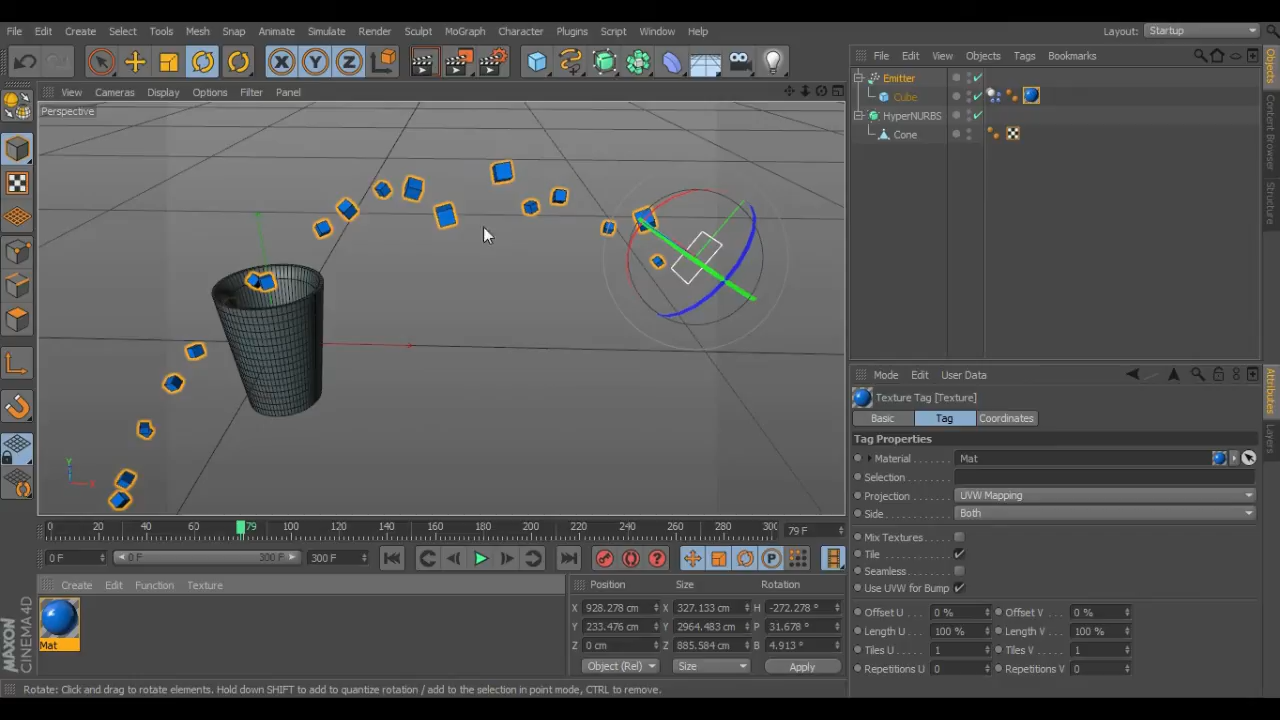 File Edit Create Select Tools Mesh Snap Animate Simulate Render Sculpt MoGraph Character Plugins Script Window Help Layout: Startup
X Y Z
File Edit View Objects Tags Bookmarks
View Cameras Display Options Filter Panel
Perspective
Emitter
Cube
HyperNURBS
Cone
Objects
Content Browser
Structure
Y
X
Mode Edit User Data
Texture Tag [Texture]
Basic Tag Coordinates
Tag Properties
Material Mat
Selection
Projection UVW Mapping
Side Both
Mix Textures
Tile
Seamless
Use UVW for Bump
Offset U 0 % Offset V 0 %
Length U 100 % Length V 100 %
Tiles U 1 Tiles V 1
Repetitions U 0 Repetitions V 0
Attributes
Layers
0 20 40 60 79 100 120 140 160 180 200 220 240 260 280 300 79 F
0 F 0 F 300 F 300 F
P
Create Edit Function Texture
Mat
Position Size Rotation
X 928.278 cm X 327.133 cm H -272.278 °
Y 233.476 cm Y 2964.483 cm P 31.678 °
Z 0 cm Z 885.584 cm B 4.913 °
Object (Rel) Size Apply
MAXON
CINEMA 4D
Rotate: Click and drag to rotate elements. Hold down SHIFT to add to quantize rotation / add to the selection in point mode, CTRL to remove.